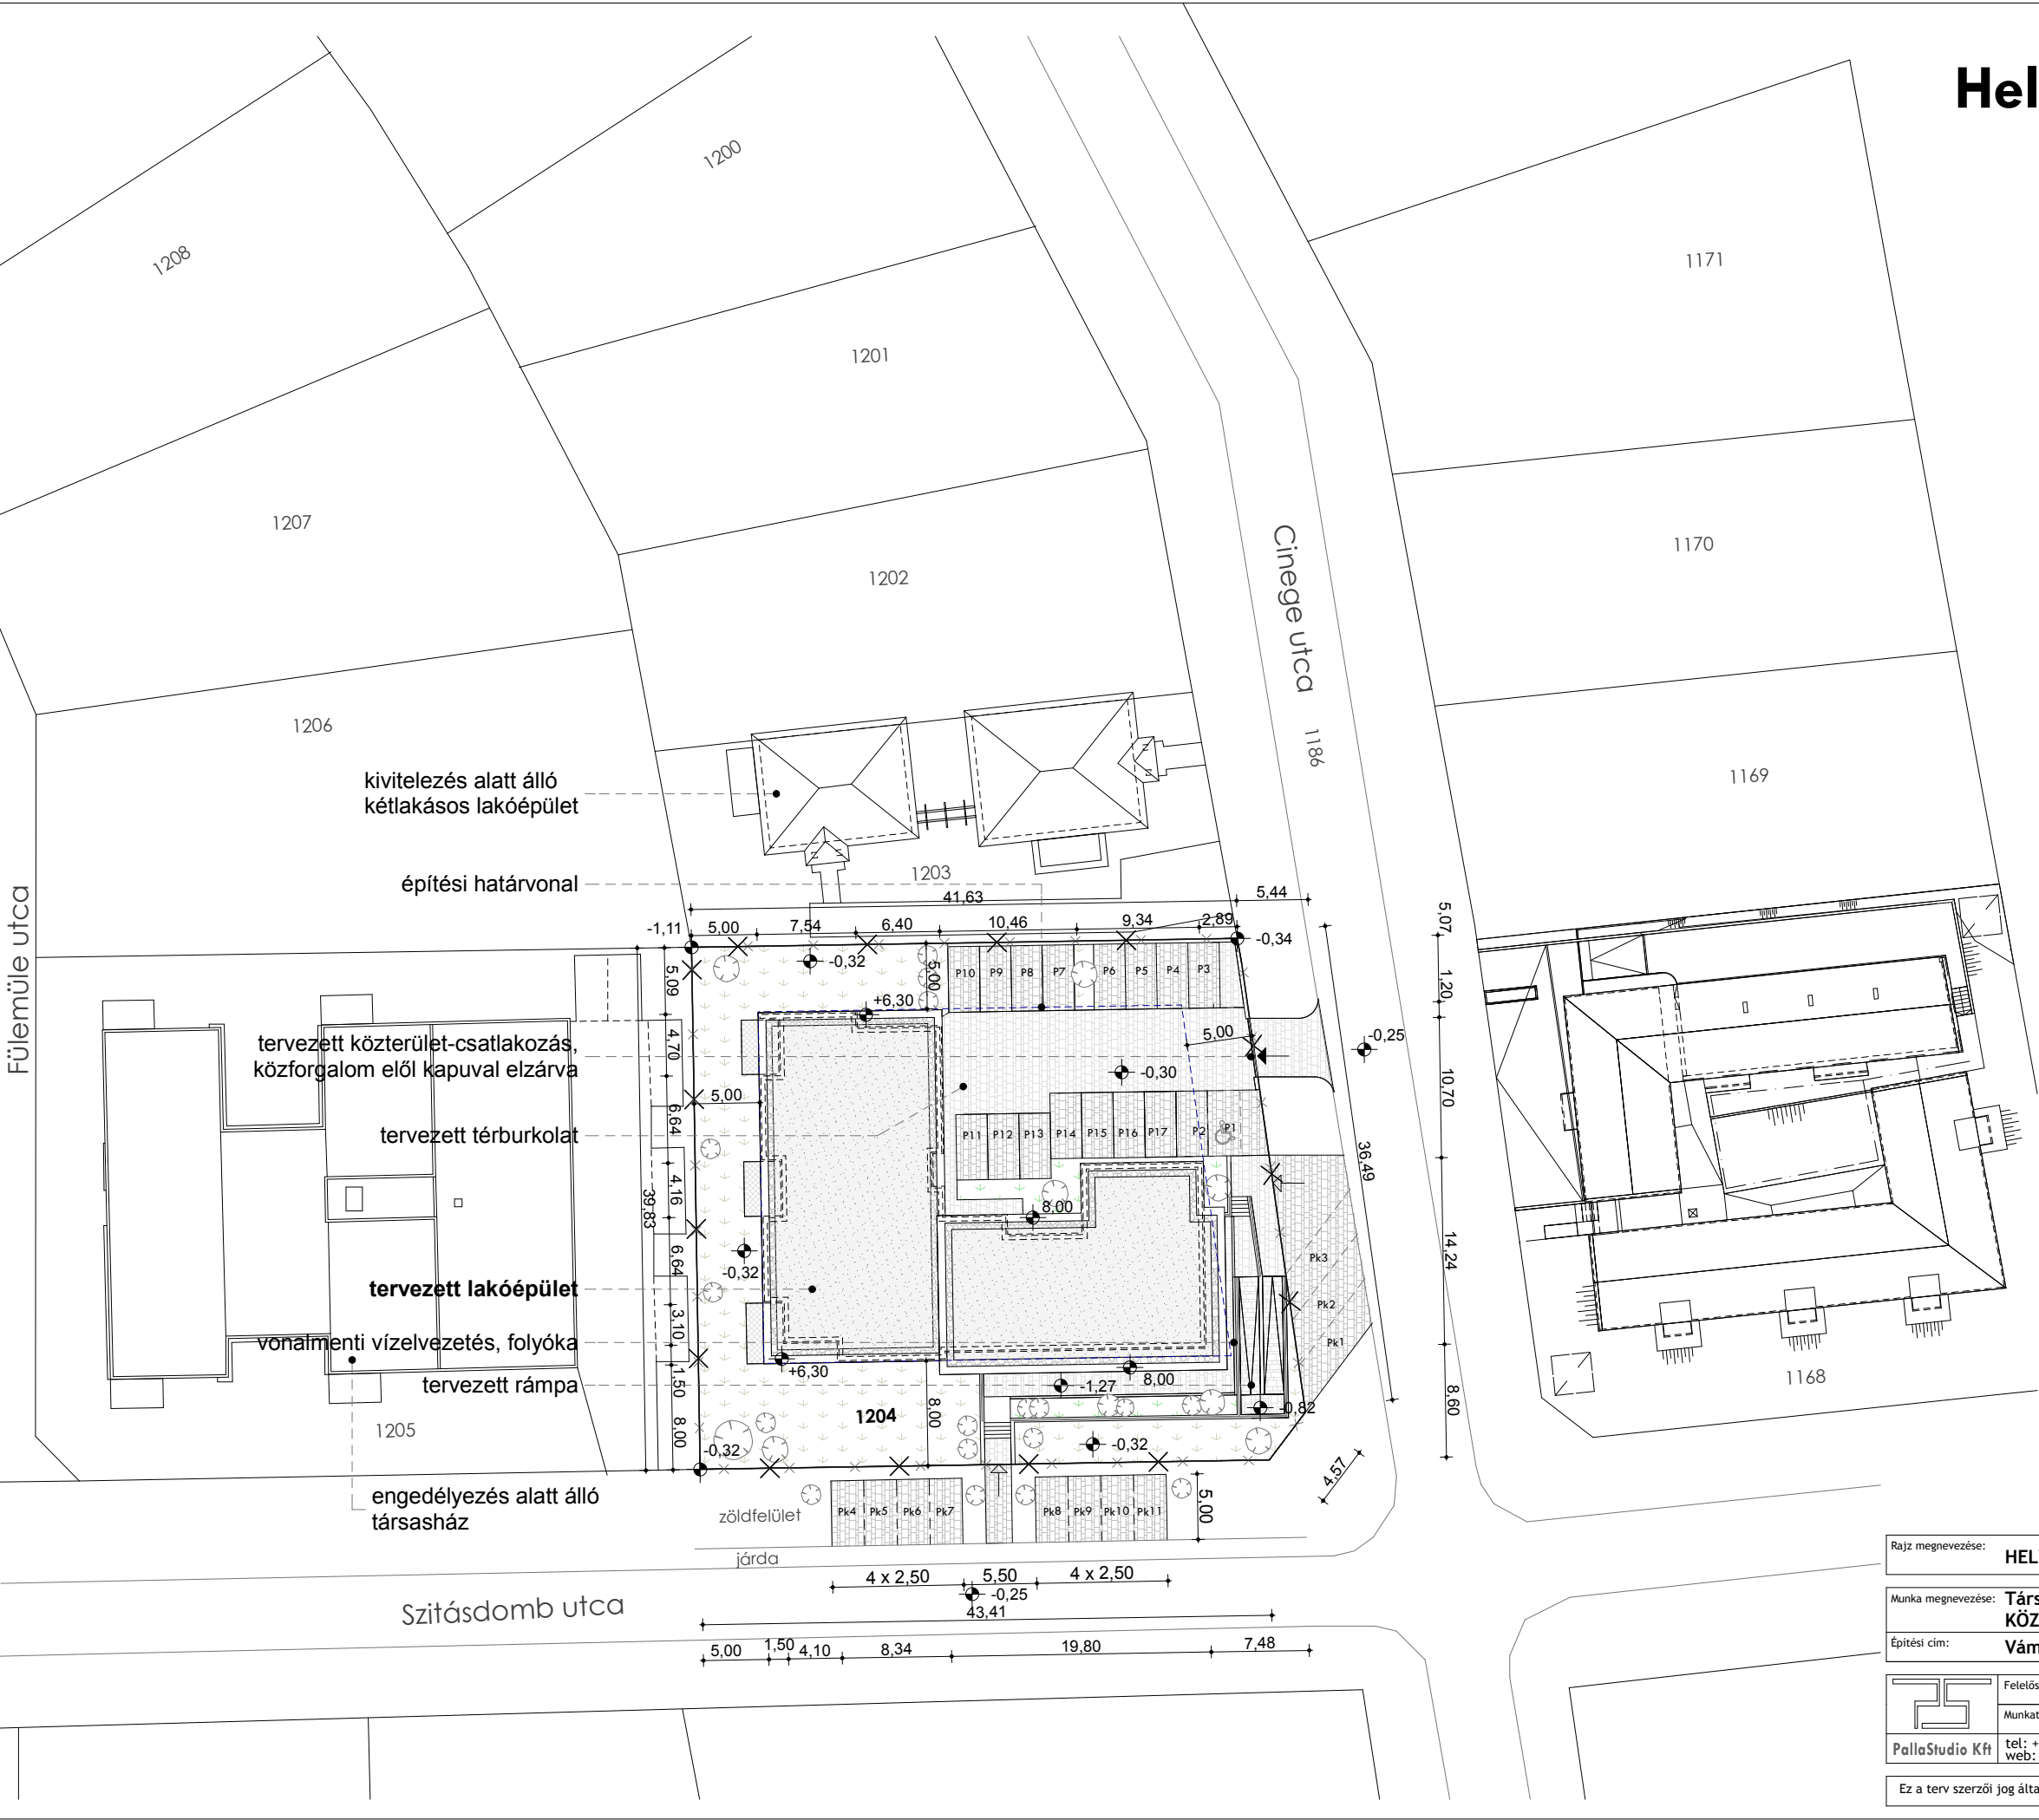 Hel
1200
1208
1171
1201
1207
1170
1202
Cinege utca
1186
1206
1169
kivitelezés alatt álló
kétlakásos lakóépület
1203
építési határvonal
Fülemüle utca
41,63
5,44
-1,11
5,00
7,54
6,40
10,46
9,34
2,89
-0,34
5,07
-0,32
5,00
P10
P9
P8
P7
P6
P5
P4
P3
5,09
1,20
+6,30
tervezett közterület-csatlakozás,
közforgalom elől kapuval elzárva
4,70
5,00
-0,25
-0,30
10,70
5,00
6,64
tervezett térburkolat
P11
P12
P13
P14
P15
P16
P17
P2
P1
36,49
4,16
39,83
8,00
14,24
Pk3
6,64
-0,32
tervezett lakóépület
Pk2
3,10
vonalmenti vízelvezetés, folyóka
Pk1
+6,30
1,50
tervezett rámpa
-1,27
8,00
1168
8,00
8,00
8,60
-0,82
1204
1205
-0,32
-0,32
4,57
engedélyezés alatt álló
társasház
zöldfelület
Pk4
Pk5
Pk6
Pk7
Pk8
Pk9
Pk10
Pk11
5,00
járda
4 x 2,50
5,50
4 x 2,50
-0,25
Szitásdomb utca
43,41
5,00
1,50
4,10
8,34
19,80
7,48
Rajz megnevezése:
HEL
Munka megnevezése:
Társ
KÖZ
Építési cím:
Vám
Felelős
Munkat
PallaStudio Kft
tel: +
web:
Ez a terv szerzői jog álta